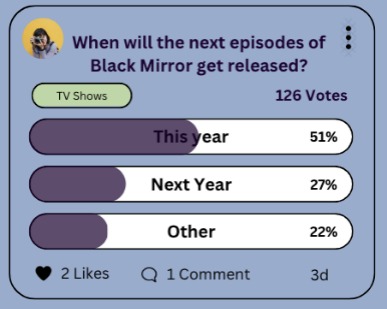 When will the next episodes of
Black Mirror get released?
TV Shows
126 Votes
This year 51%
Next Year 27%
Other 22%
2 Likes 1 Comment 3d